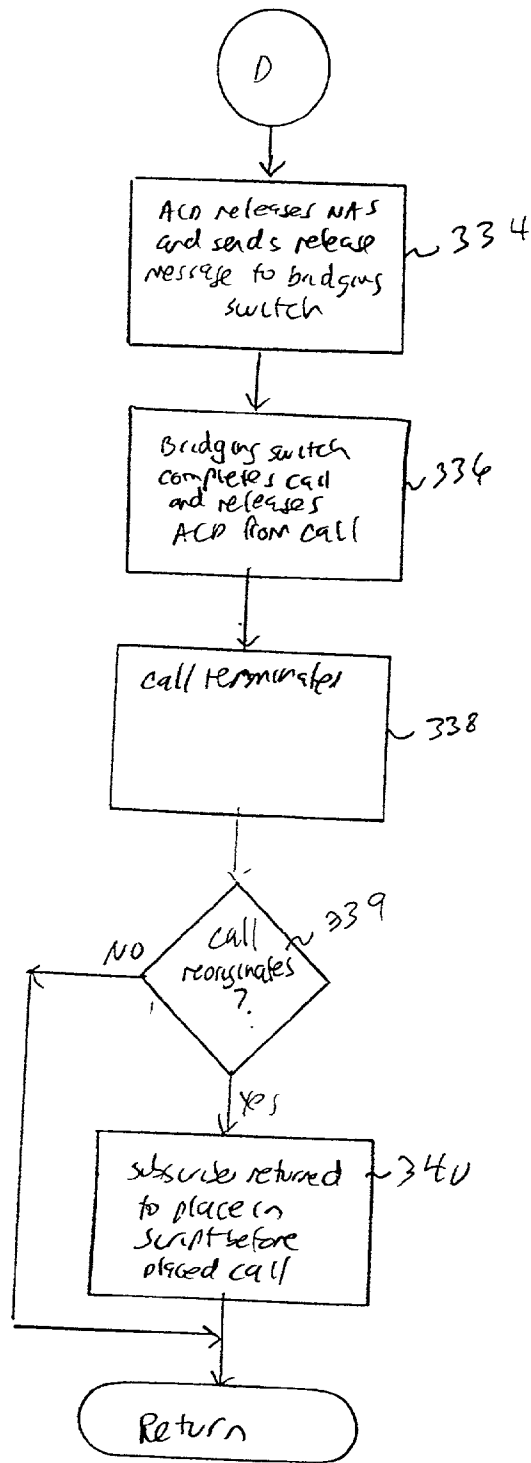 D
ACD releases NAS
and sends release
message to bridging
switch
334
Bridging switch
completes call
and releases
ACD from call
336
call terminates
338
call
reoriginates
?
339
NO
Yes
subscriber returned
to place in
script before
placed call
340
Return